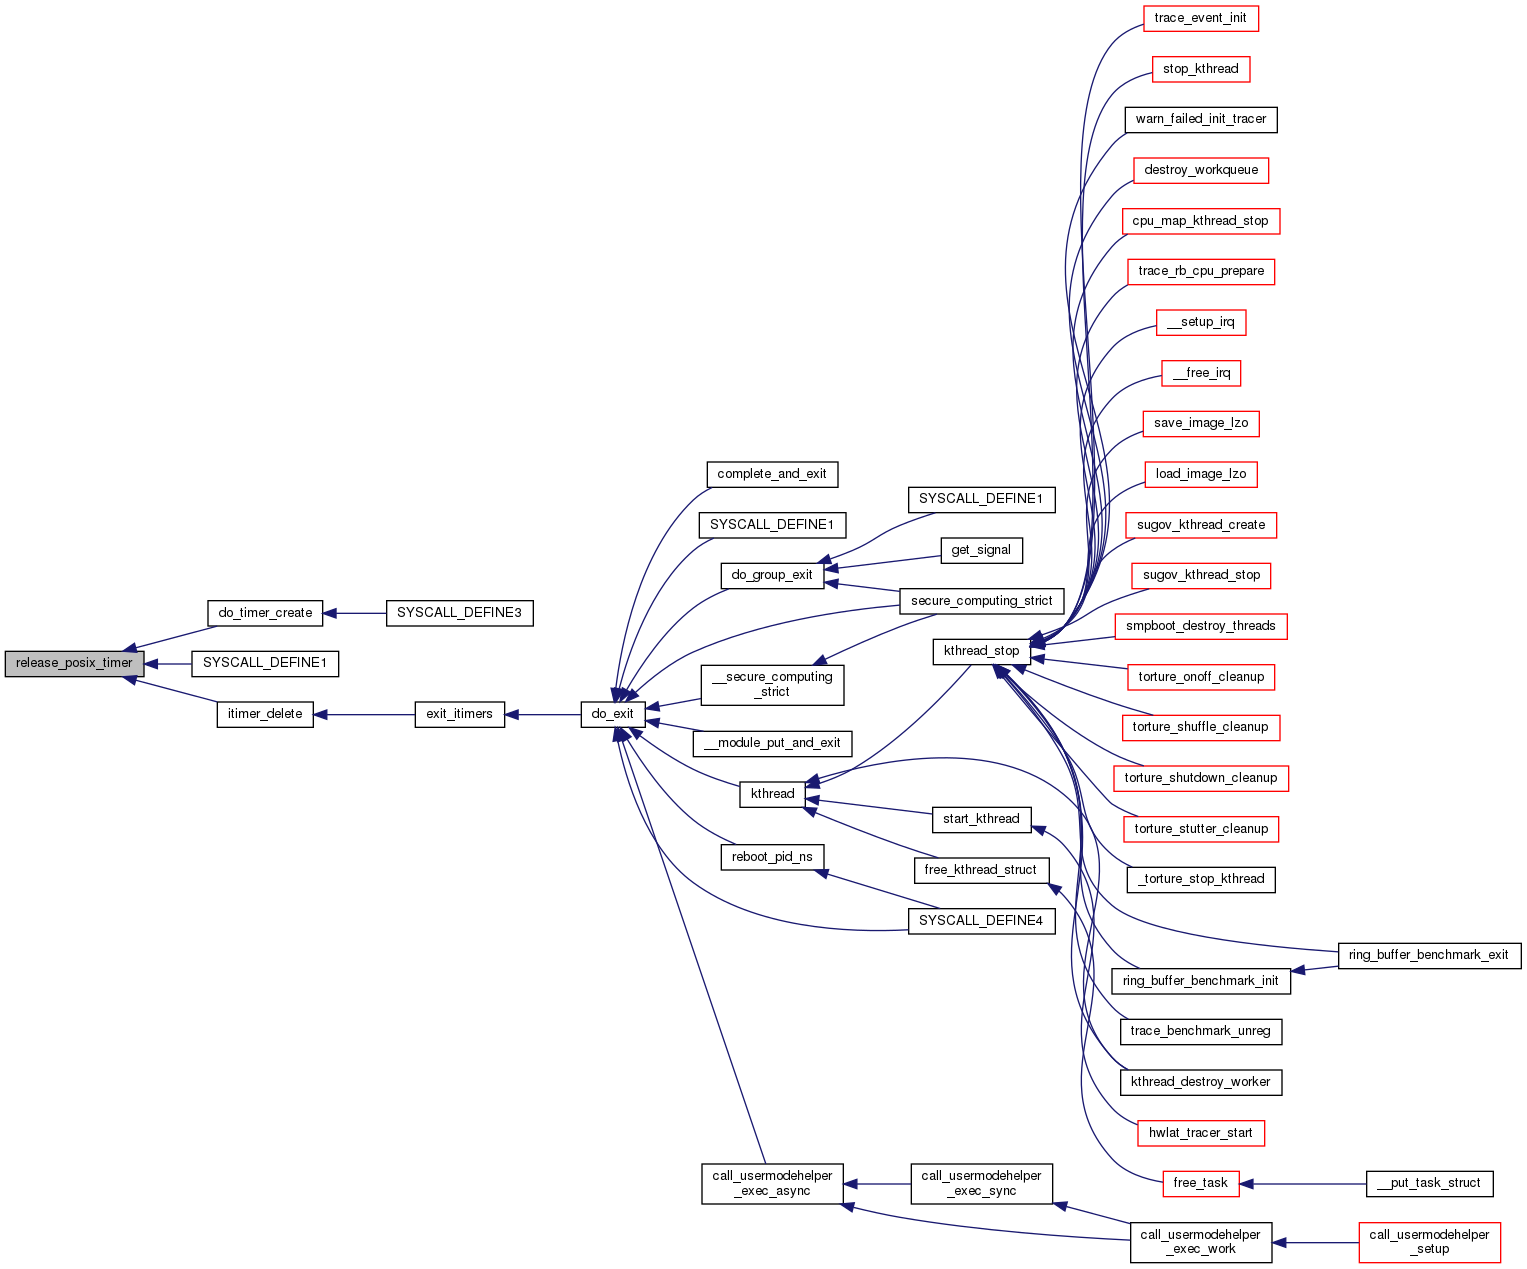 trace_event_init
stop_kthread
warn_failed_init_tracer
destroy_workqueue
cpu_map_kthread_stop
trace_rb_cpu_prepare
__setup_irq
__free_irq
save_image_lzo
load_image_lzo
complete_and_exit
SYSCALL_DEFINE1
SYSCALL_DEFINE1
sugov_kthread_create
get_signal
do_group_exit
sugov_kthread_stop
secure_computing_strict
do_timer_create
SYSCALL_DEFINE3
smpboot_destroy_threads
kthread_stop
release_posix_timer
SYSCALL_DEFINE1
__secure_computing
_strict
torture_onoff_cleanup
itimer_delete
exit_itimers
do_exit
torture_shuffle_cleanup
__module_put_and_exit
torture_shutdown_cleanup
kthread
start_kthread
torture_stutter_cleanup
reboot_pid_ns
free_kthread_struct
_torture_stop_kthread
SYSCALL_DEFINE4
ring_buffer_benchmark_exit
ring_buffer_benchmark_init
trace_benchmark_unreg
kthread_destroy_worker
hwlat_tracer_start
call_usermodehelper
_exec_async
call_usermodehelper
_exec_sync
free_task
__put_task_struct
call_usermodehelper
_exec_work
call_usermodehelper
_setup